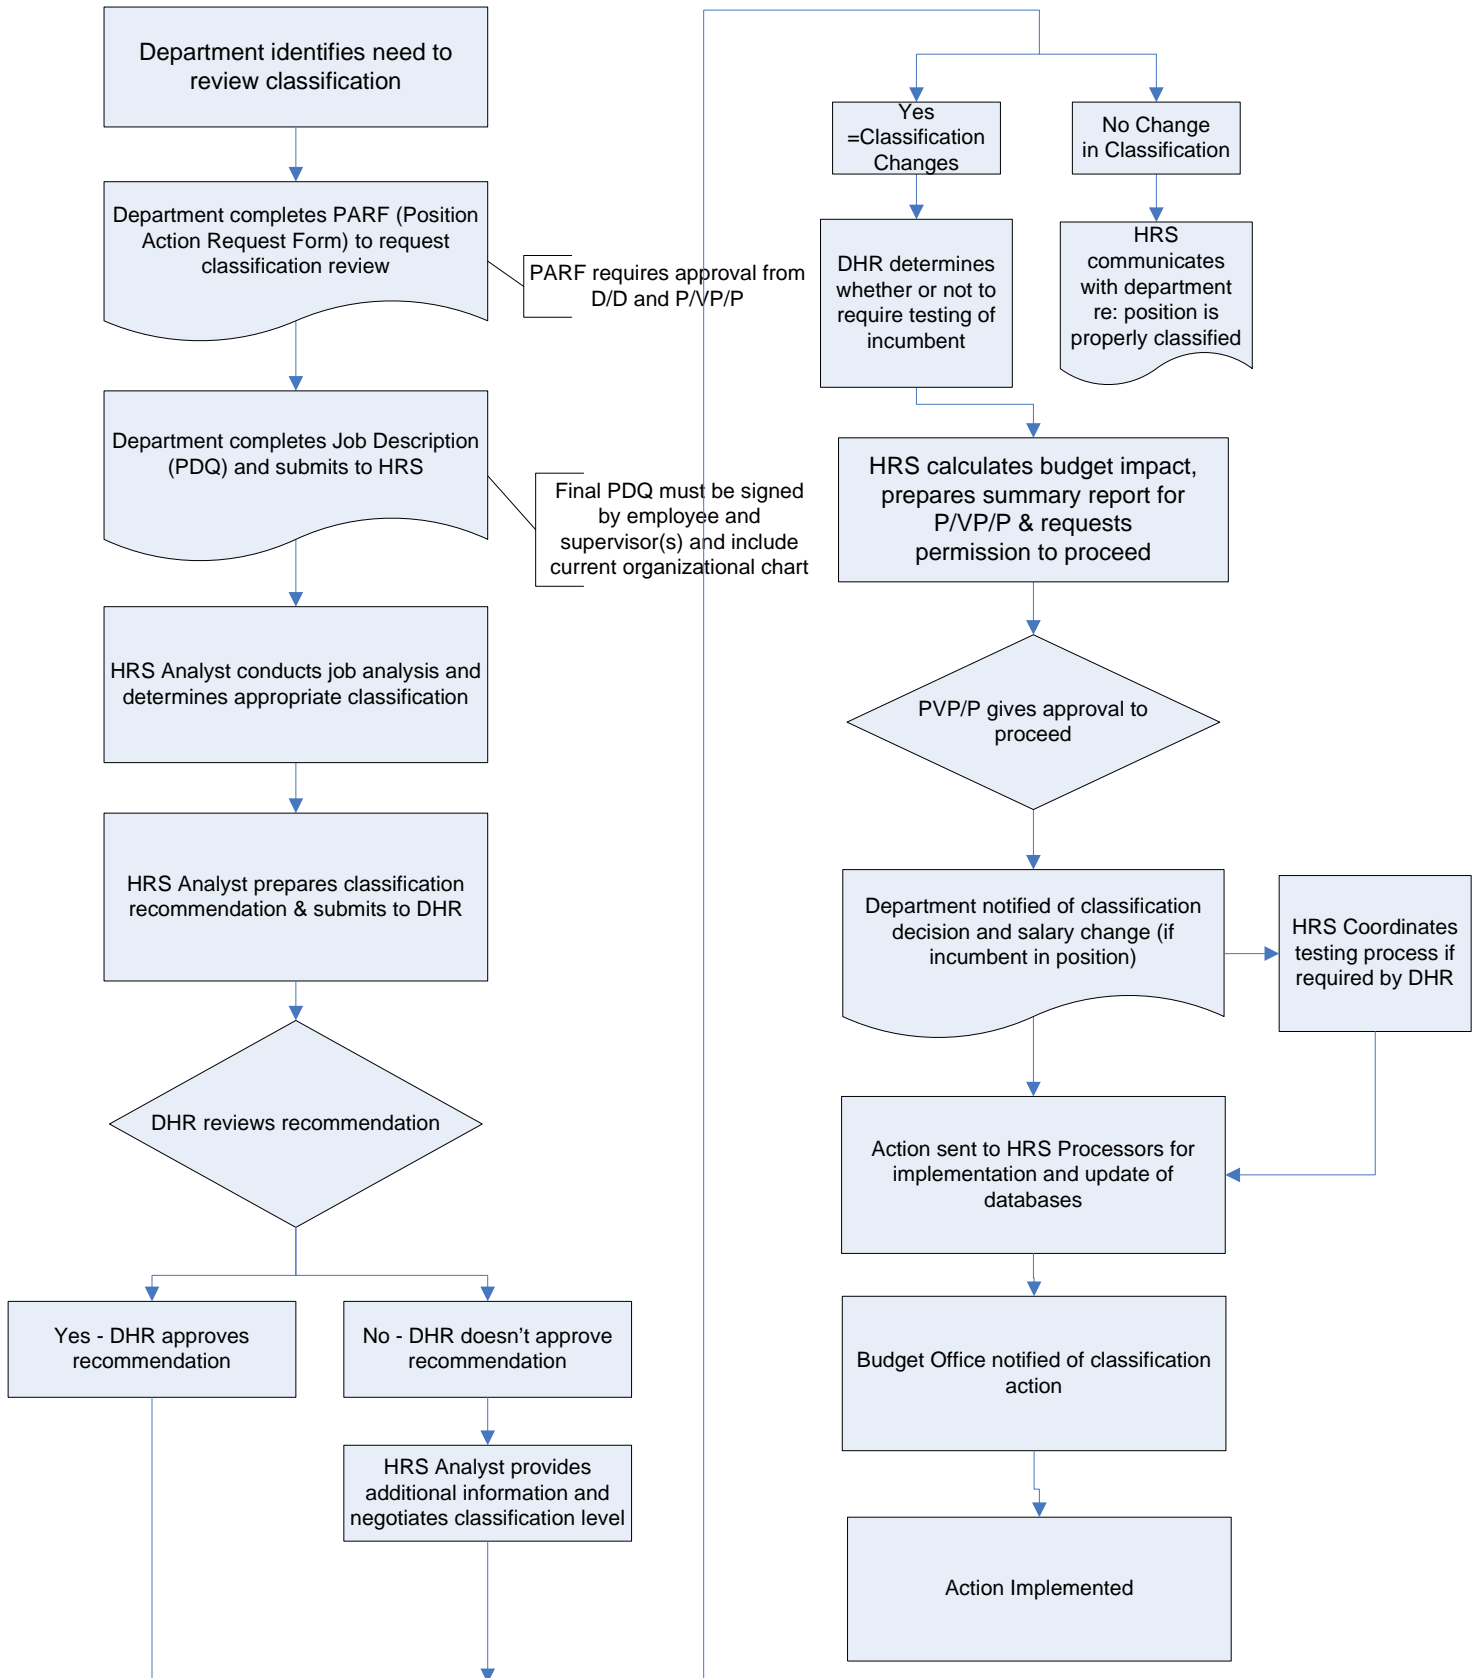 Department identifies need to
review classification
Department completes PARF (Position
Action Request Form) to request
classification review
PARF requires approval from
D/D and P/VP/P
Department completes Job Description
(PDQ) and submits to HRS
Final PDQ must be signed
by employee and
supervisor(s) and include
current organizational chart
HRS Analyst conducts job analysis and
determines appropriate classification
HRS Analyst prepares classification
recommendation & submits to DHR
DHR reviews recommendation
Yes - DHR approves
recommendation
No - DHR doesn’t approve
recommendation
HRS Analyst provides
additional information and
negotiates classification level
Yes
=Classification
Changes
No Change
in Classification
DHR determines
whether or not to
require testing of
incumbent
HRS
communicates
with department
re: position is
properly classified
HRS calculates budget impact,
prepares summary report for
P/VP/P & requests
permission to proceed
PVP/P gives approval to
proceed
Department notified of classification
decision and salary change (if
incumbent in position)
HRS Coordinates
testing process if
required by DHR
Action sent to HRS Processors for
implementation and update of
databases
Budget Office notified of classification
action
Action Implemented